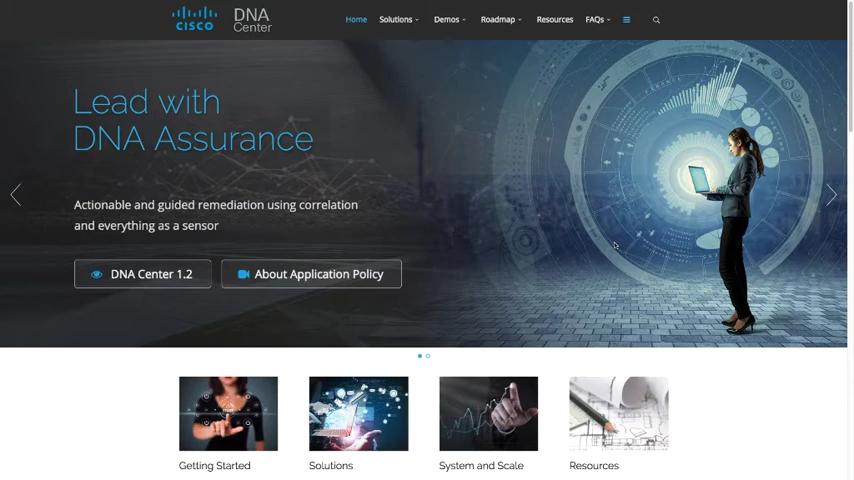 CISCO
DNA
Center
Home Solutions Demos Roadmap Resources FAQs
Lead with
DNA Assurance
Actionable and guided remediation using correlation
and everything as a sensor
DNA Center 1.2 About Application Policy
Getting Started Solutions System and Scale Resources